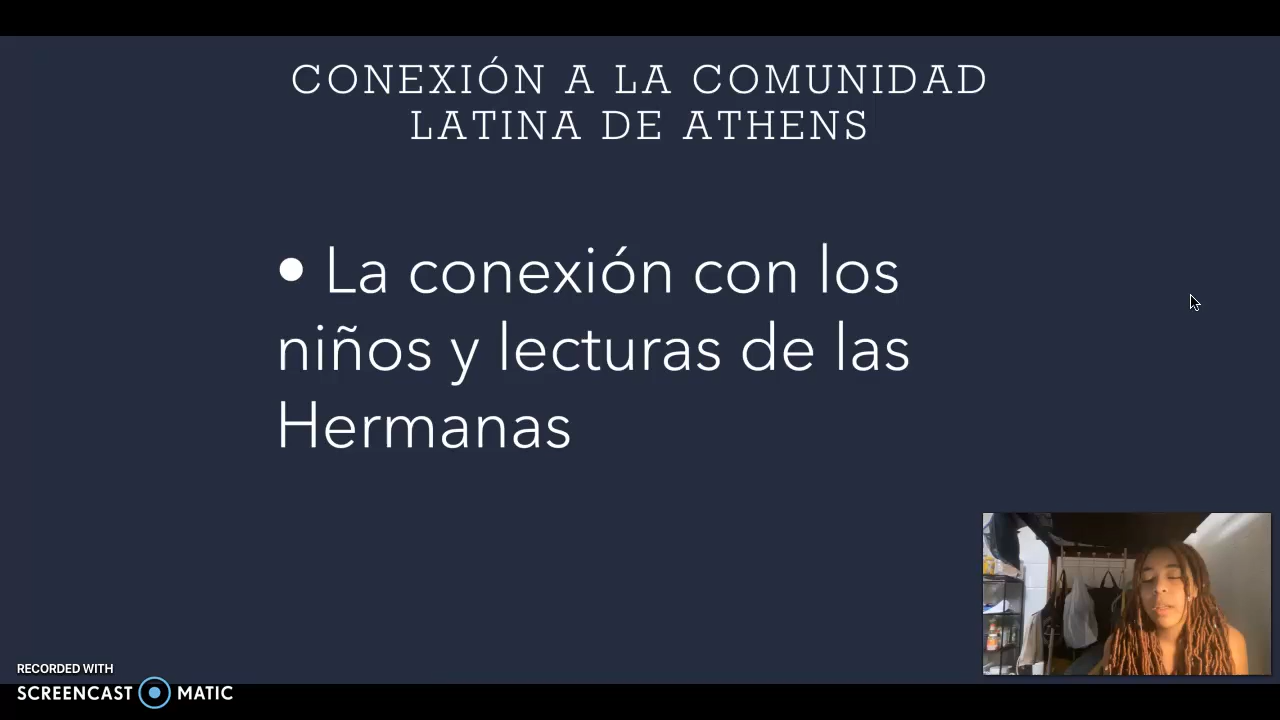 CONEXIÓN A LA COMUNIDAD
LATINA DE ATHENS
• La conexión con los
niños y lecturas de las
Hermanas
RECORDED WITH
SCREENCAST MATIC